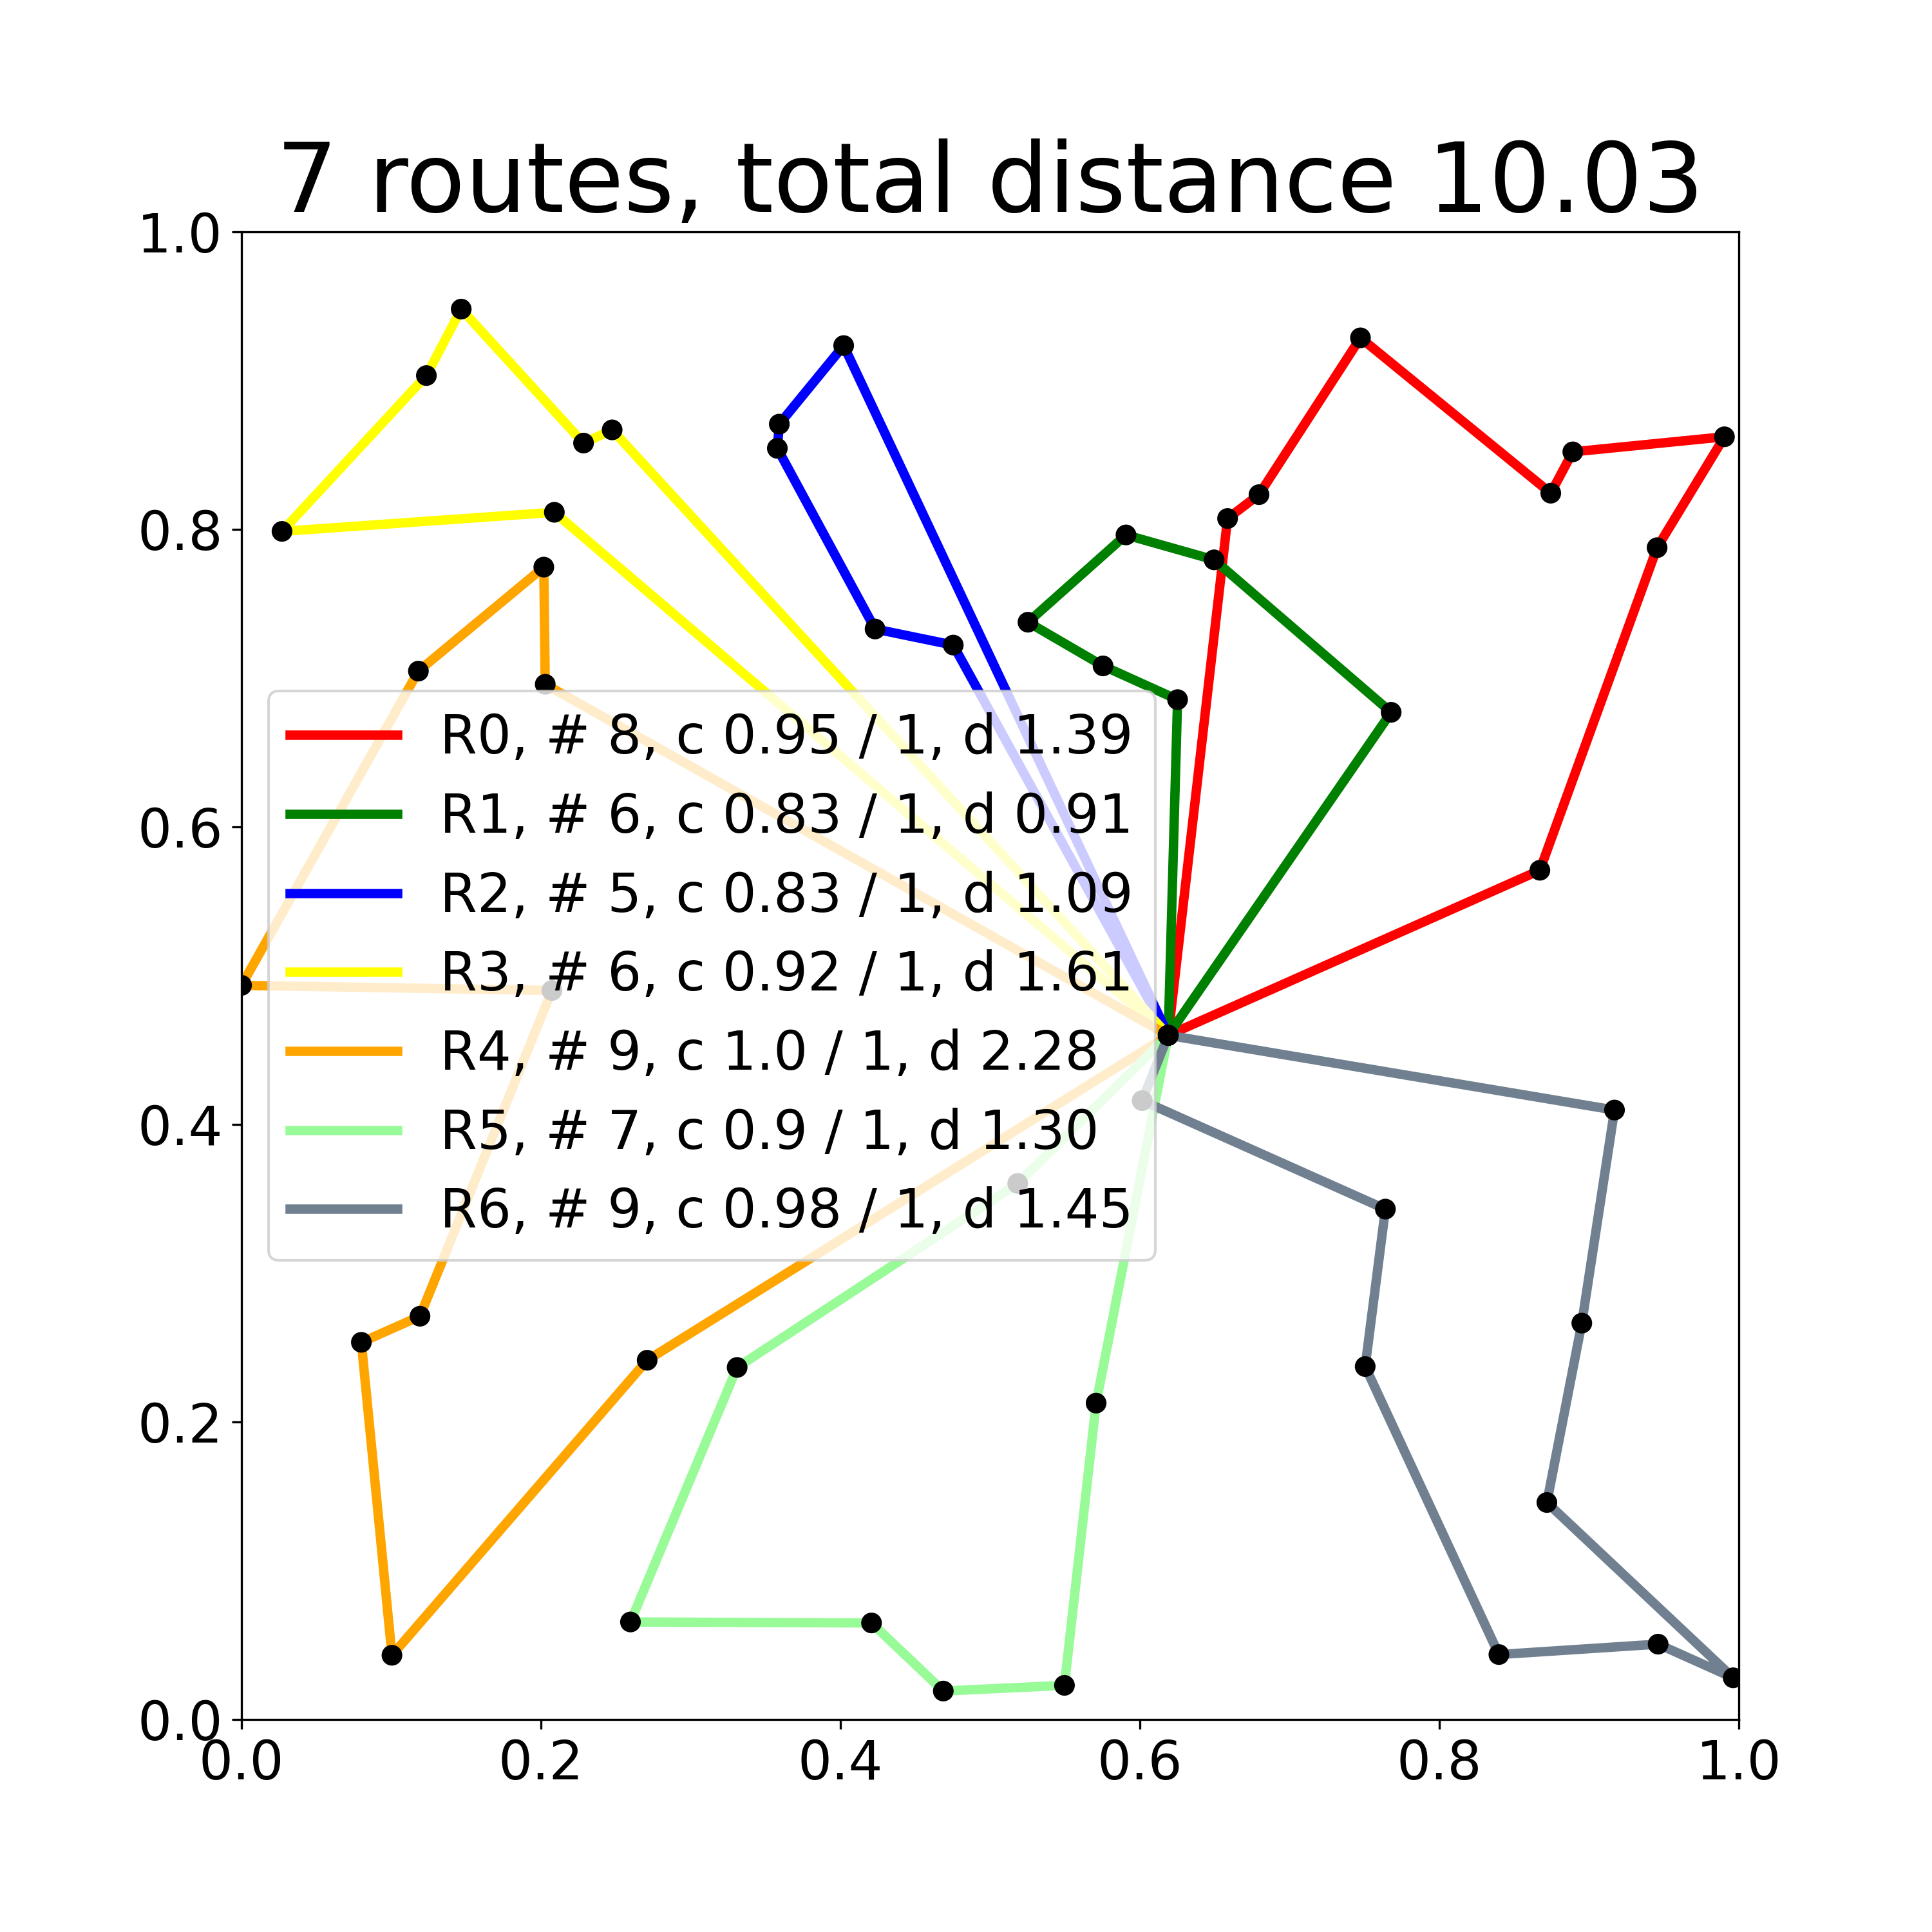 7 routes, total distance 10.03
1.0
0.8
0.6
0.4
0.2
0.0
R0, # 8, c 0.95 / 1, d 1.39
R1, # 6, c 0.83 / 1, d 0.91
R2, # 5, c 0.83 / 1, d 1.09
R3, # 6, c 0.92 / 1, d 1.61
R4, # 9, c 1.0 / 1, d 2.28
R5, # 7, c 0.9 / 1, d 1.30
R6, # 9, c 0.98 / 1, d 1.45
0.0 0.2 0.4 0.6 0.8 1.0